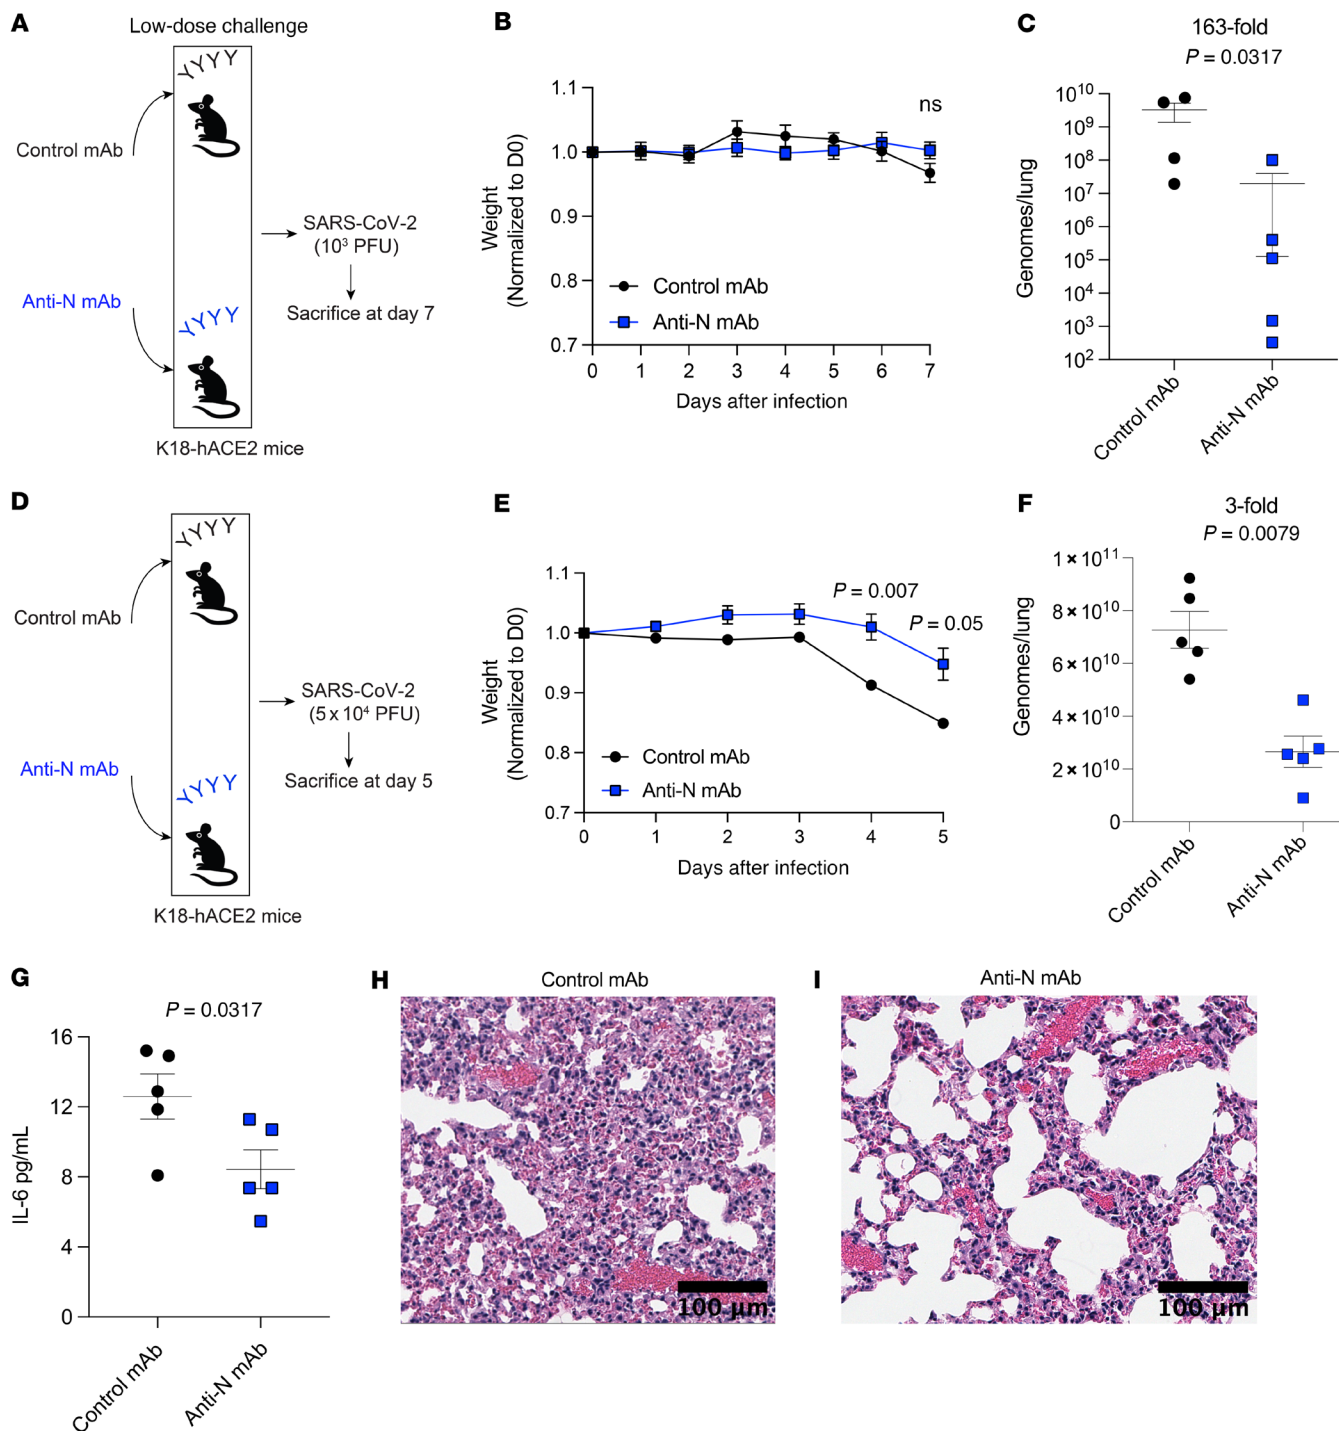 A
Low-dose challenge
YYYY
Control mAb
SARS-CoV-2
(10³ PFU)
Anti-N mAb
YYYY
Sacrifice at day 7
K18-hACE2 mice
B
1.1
1.0
0.9
0.8
0.7
Weight
(Normalized to D0)
ns
Control mAb
Anti-N mAb
0 1 2 3 4 5 6 7
Days after infection
C
163-fold
P = 0.0317
10¹⁰
10⁹
10⁸
10⁷
10⁶
10⁵
10⁴
10³
10²
Genomes/lung
Control mAb
Anti-N mAb
D
YYYY
Control mAb
SARS-CoV-2
(5 x 10⁴ PFU)
Anti-N mAb
YYYY
Sacrifice at day 5
K18-hACE2 mice
E
1.1
1.0
0.9
0.8
0.7
Weight
(Normalized to D0)
P = 0.007
P = 0.05
Control mAb
Anti-N mAb
0 1 2 3 4 5
Days after infection
F
3-fold
P = 0.0079
1 × 10¹¹
8 × 10¹⁰
6 × 10¹⁰
4 × 10¹⁰
2 × 10¹⁰
0
Genomes/lung
Control mAb
Anti-N mAb
G
P = 0.0317
16
12
8
4
0
IL-6 pg/mL
Control mAb
Anti-N mAb
H
Control mAb
100 µm
I
Anti-N mAb
100 µm